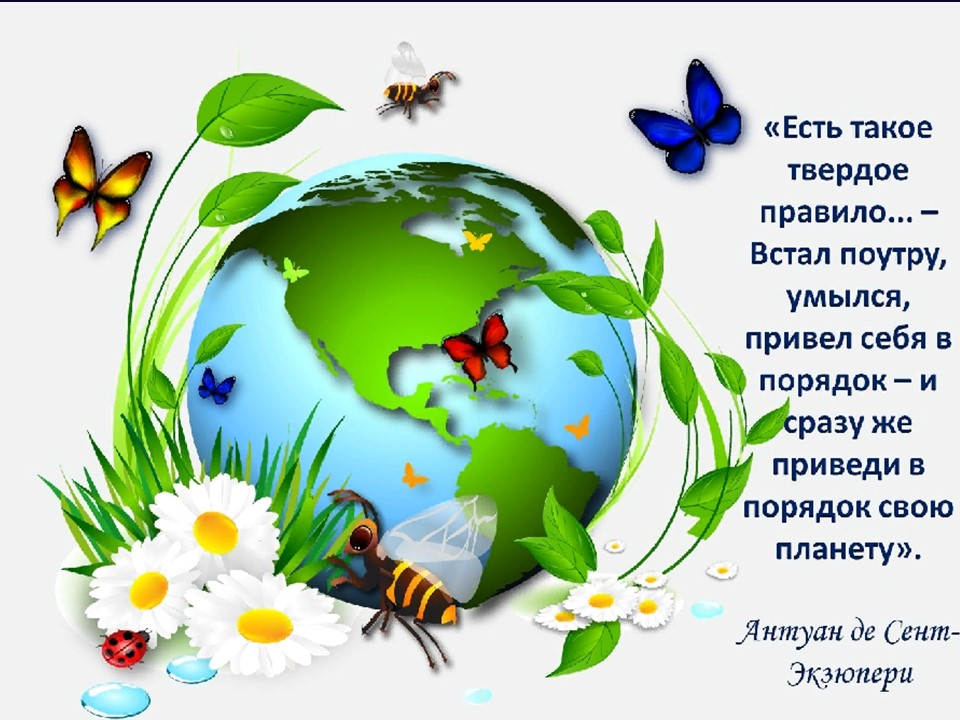 «Есть такое
твердое
правило... –
Встал поутру,
умылся,
привел себя в
порядок – и
сразу же
приведи в
порядок свою
планету».
Антуан де Сент-
Экзюпери